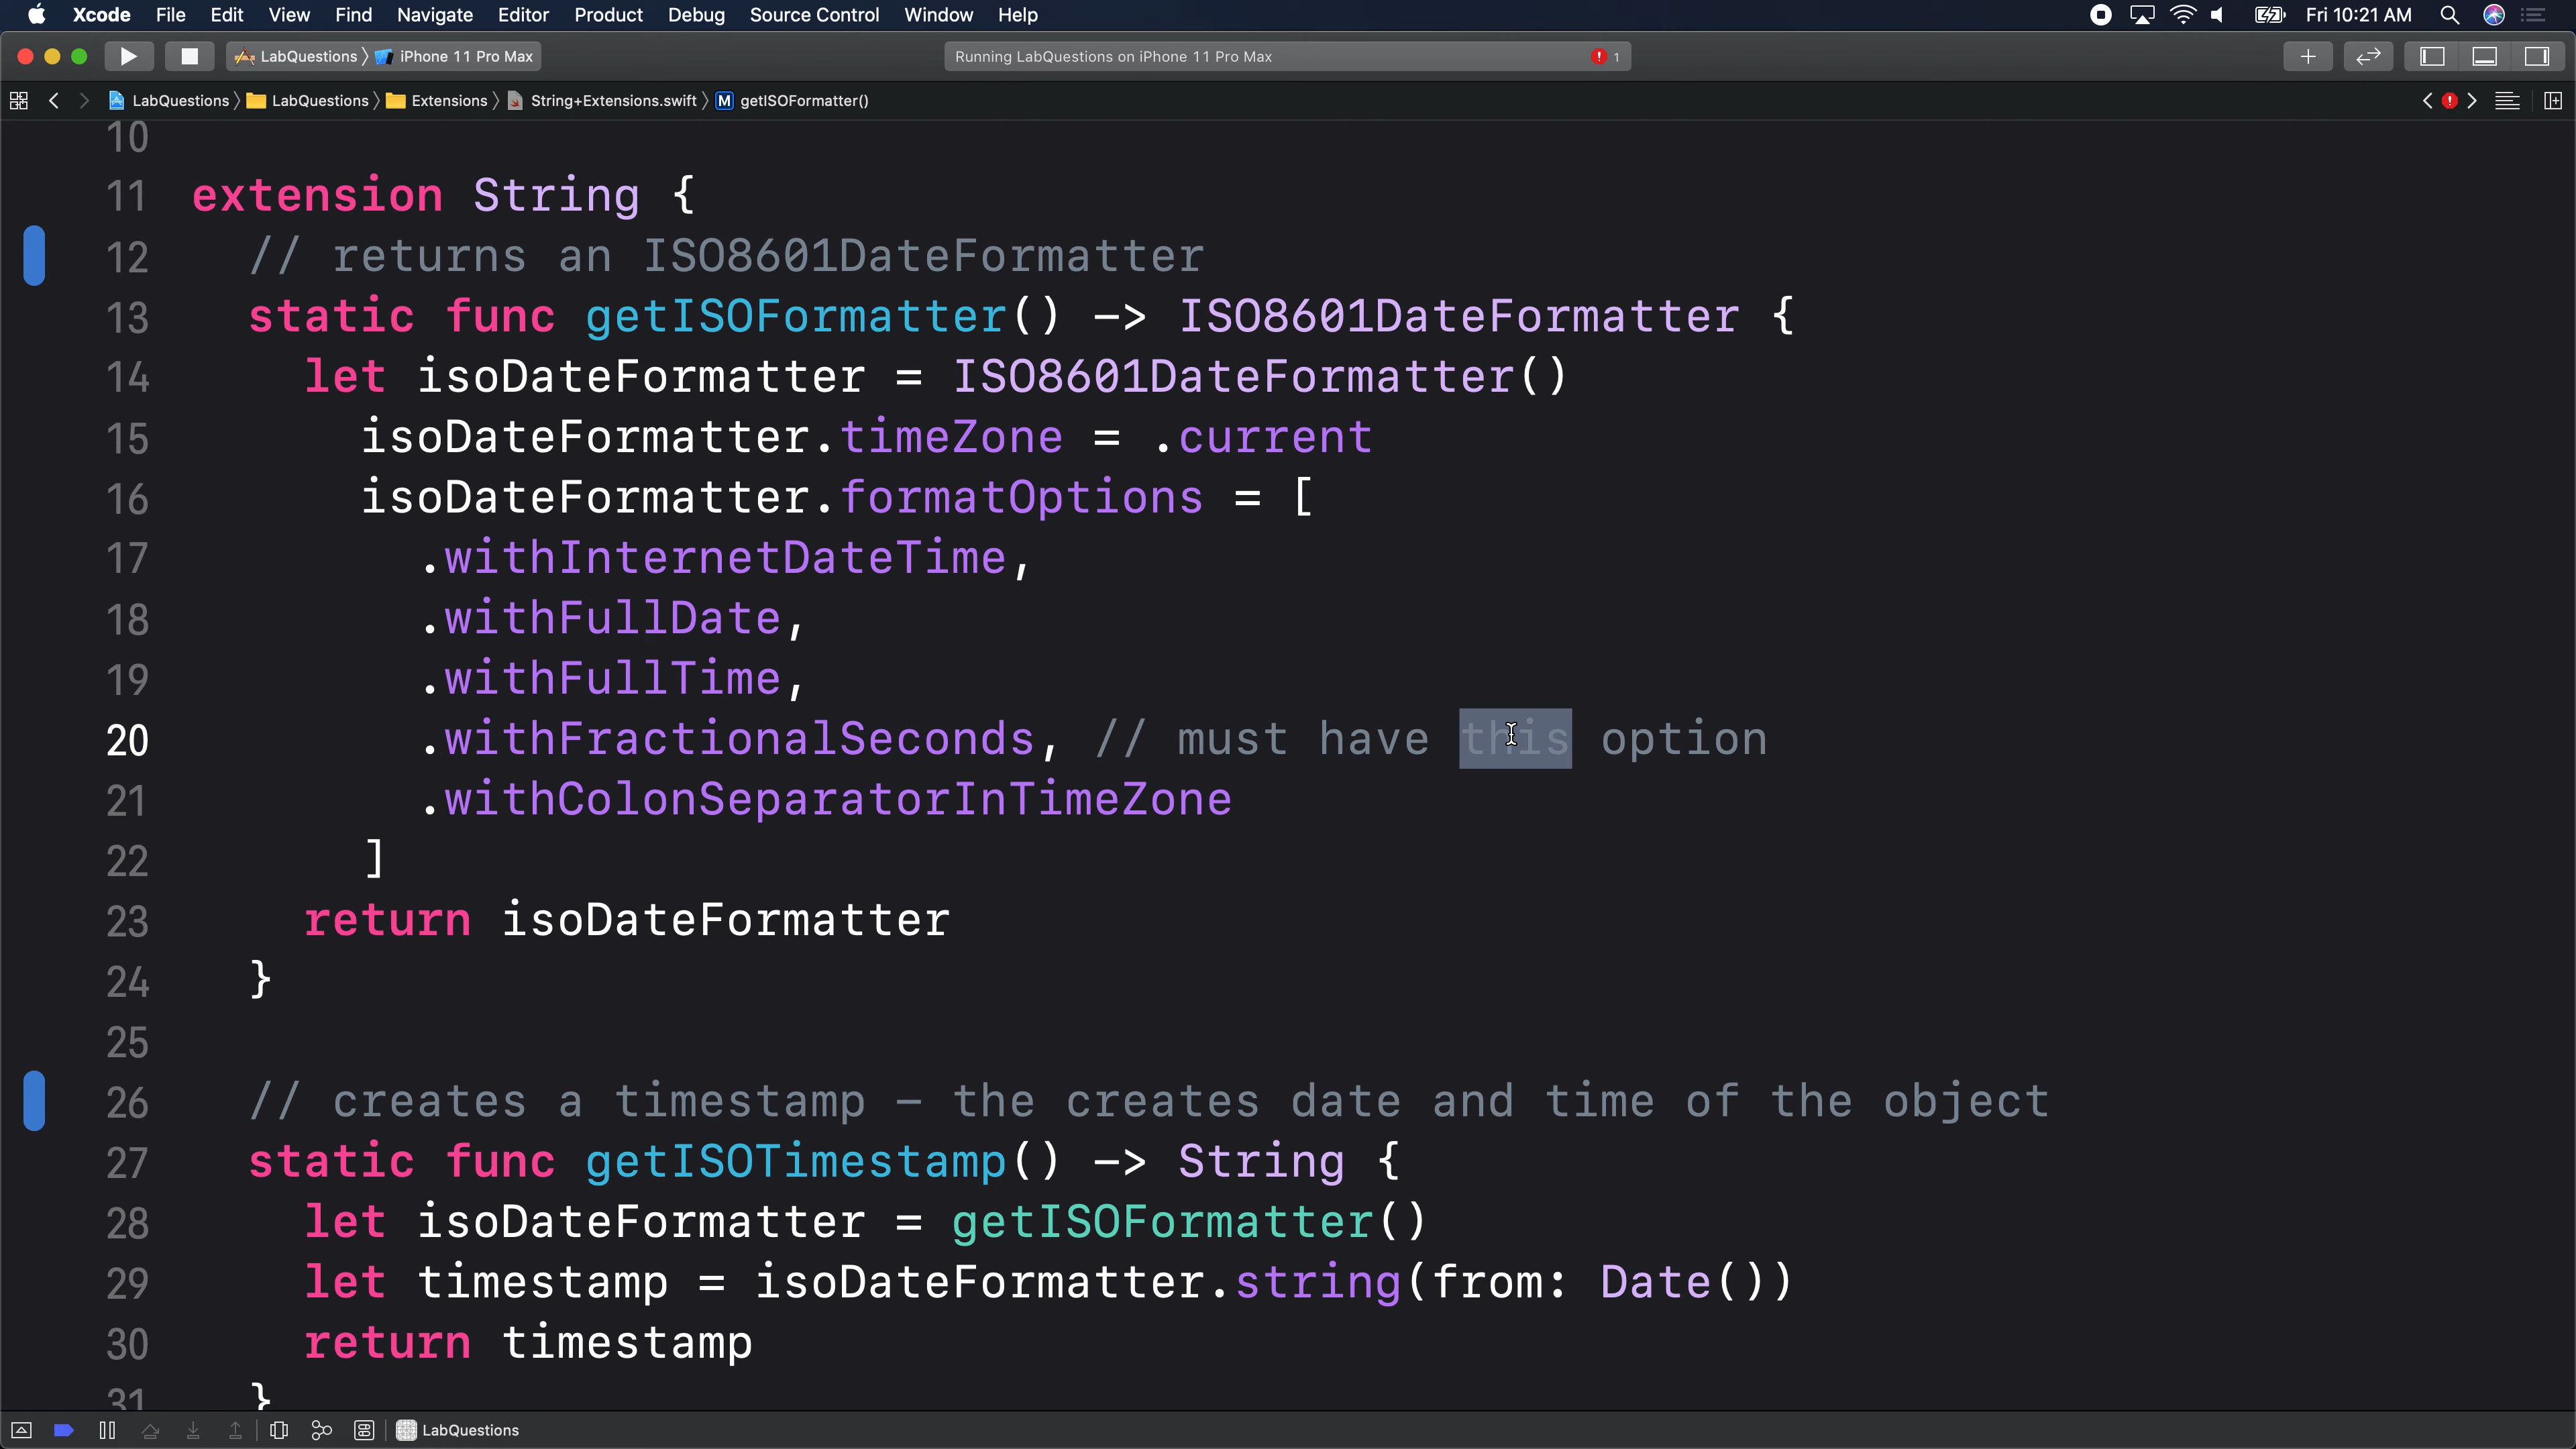 Xcode File Edit View Find Navigate Editor Product Debug Source Control Window Help Fri 10:21 AM
LabQuestions 〉 iPhone 11 Pro Max Running LabQuestions on iPhone 11 Pro Max 1
LabQuestions 〉 LabQuestions 〉 Extensions 〉 String+Extensions.swift 〉 M getISOFormatter()
10
11 extension String {
12 // returns an ISO8601DateFormatter
13 static func getISOFormatter() -> ISO8601DateFormatter {
14 let isoDateFormatter = ISO8601DateFormatter()
15 isoDateFormatter.timeZone = .current
16 isoDateFormatter.formatOptions = [
17 .withInternetDateTime,
18 .withFullDate,
19 .withFullTime,
20 .withFractionalSeconds, // must have this option
21 .withColonSeparatorInTimeZone
22 ]
23 return isoDateFormatter
24 }
25
26 // creates a timestamp - the creates date and time of the object
27 static func getISOTimestamp() -> String {
28 let isoDateFormatter = getISOFormatter()
29 let timestamp = isoDateFormatter.string(from: Date())
30 return timestamp
31 }
LabQuestions